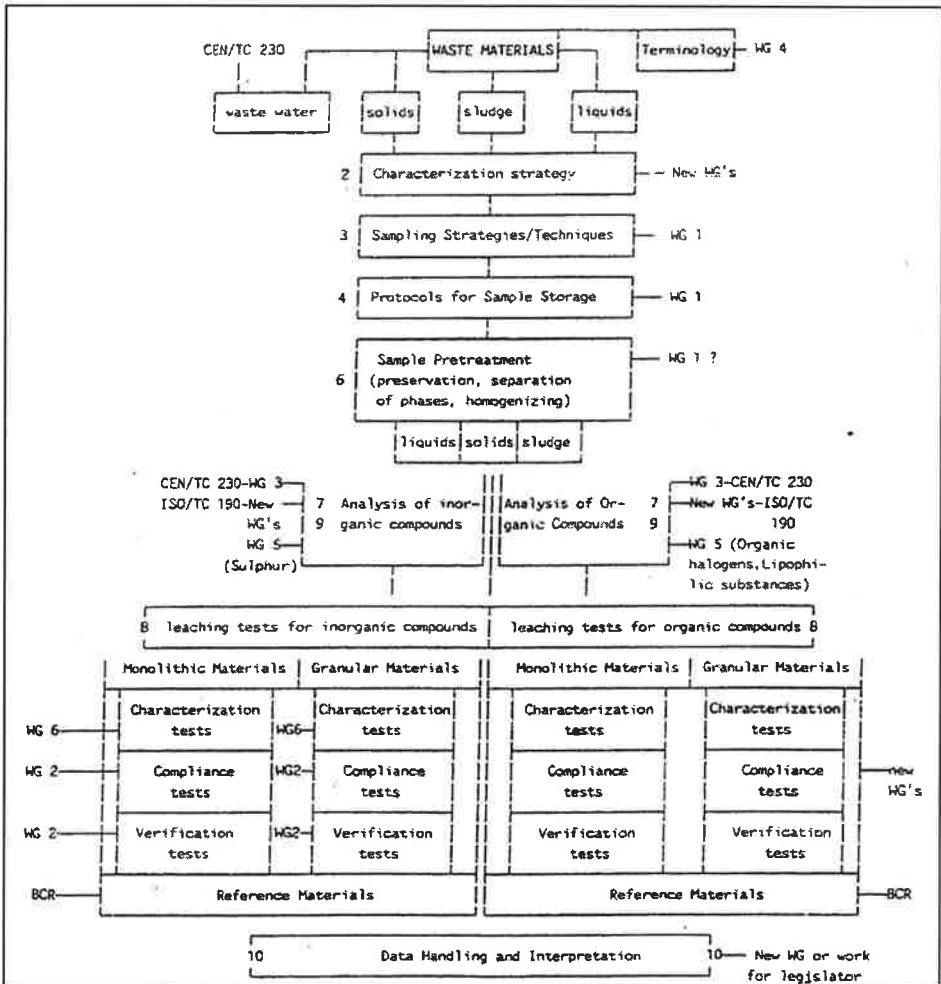 CEN/TC 230
WASTE MATERIALS
Terminology
WG 4
waste water
solids
sludge
liquids
2 Characterization strategy
New WG's
3 Sampling Strategies/Techniques
WG 1
4 Protocols for Sample Storage
WG 1
Sample Pretreatment
WG 1 ?
6 (preservation, separation
of phases, homogenizing)
liquids solids sludge
CEN/TC 230-WG 3
ISO/TC 190-New
WG's
WG 5
(Sulphur)
7 Analysis of inor-
9 ganic compounds
Analysis of Or- 7
ganic Compounds 9
WG 3-CEN/TC 230
New WG's-ISO/TC
190
WG 5 (Organic
halogens,Lipophi-
lic substances)
8 leaching tests for inorganic compounds
leaching tests for organic compounds 8
Monolithic Materials
Granular Materials
Monolithic Materials
Granular Materials
WG 6
Characterization
tests
WG6
Characterization
tests
Characterization
tests
Characterization
tests
WG 2
Compliance
tests
WG2
Compliance
tests
Compliance
tests
Compliance
tests
new
WG's
WG 2
Verification
tests
WG2
Verification
tests
Verification
tests
Verification
tests
BCR
Reference Materials
Reference Materials
BCR
10 Data Handling and Interpretation 10
New WG or work
for legislator